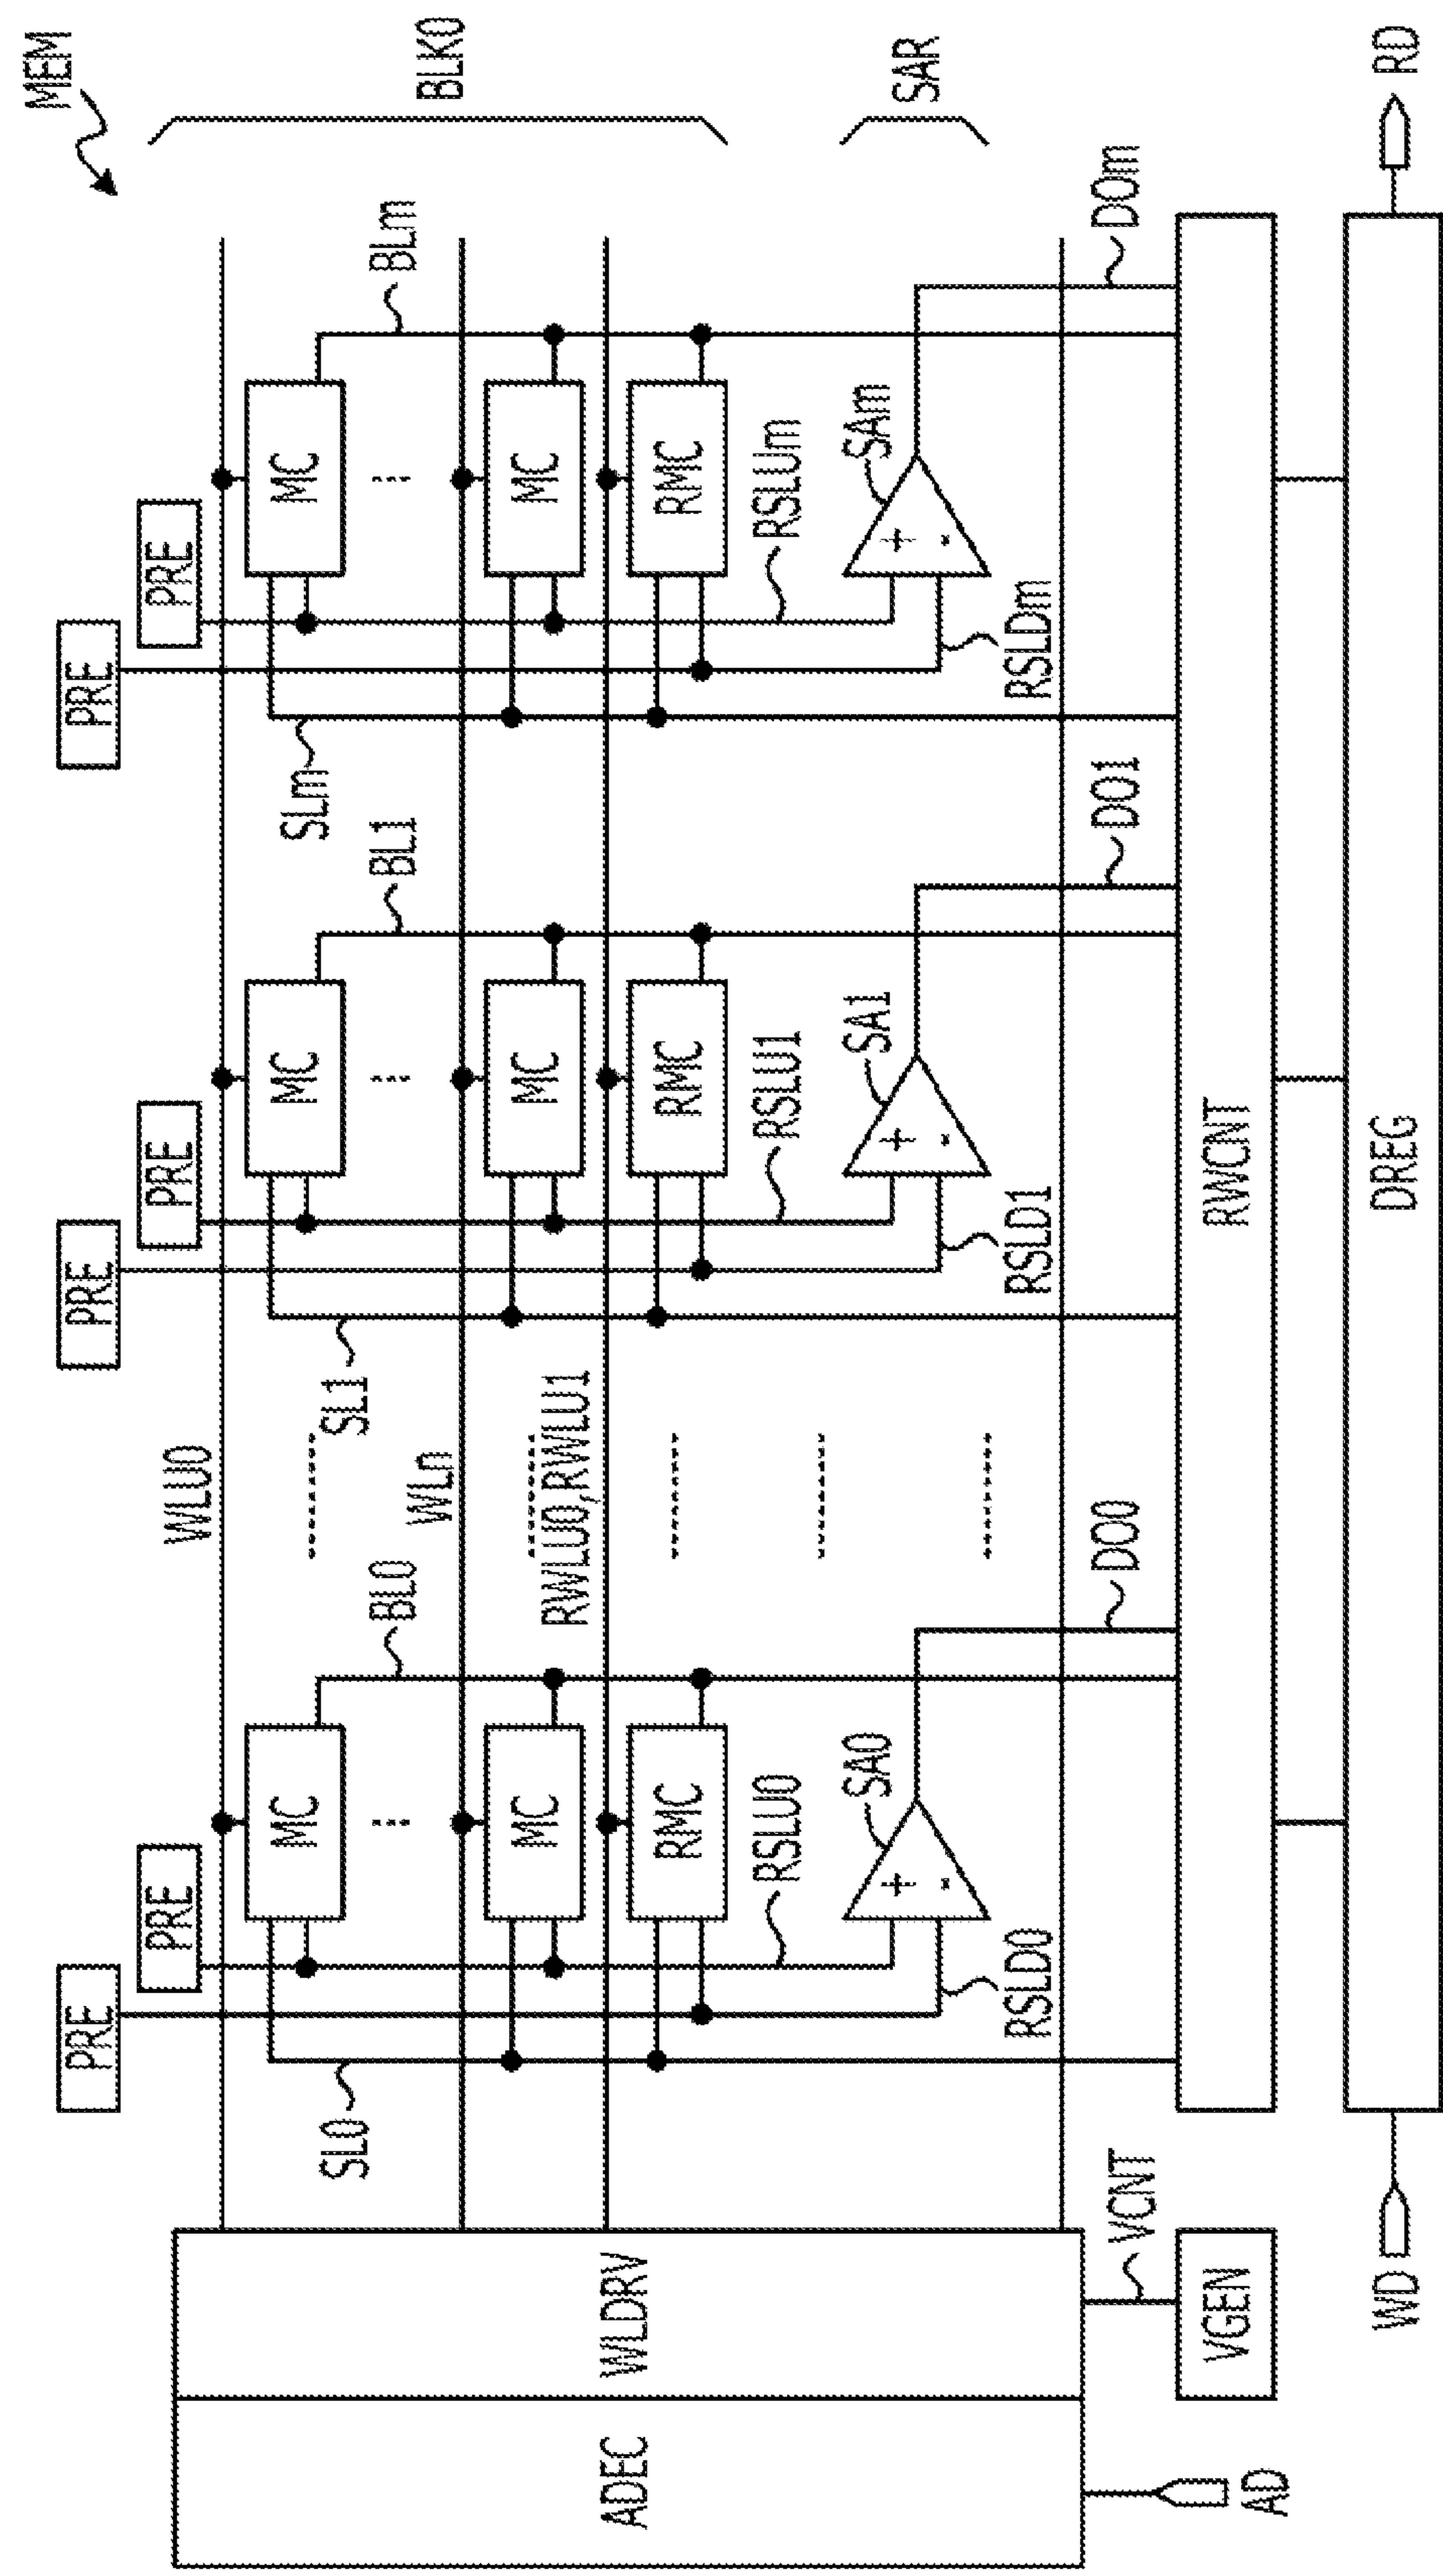 MEM
PRE
PRE
PRE
PRE
PRE
PRE
WLU0
BLK0
MC
MC
MC
SL0
BL0
SL1
BL1
SLm
BLm
WLn
MC
MC
MC
RWLU0,RWLU1
RMC
RMC
RMC
RSLU0
RSLU1
RSLUm
SA0
SA1
SAm
SAR
+
-
+
-
+
-
RSLD0
RSLD1
RSLDm
ADEC
WLDRV
VCNT
DO0
DO1
DOm
AD
VGEN
RWCNT
WD
DREG
RD